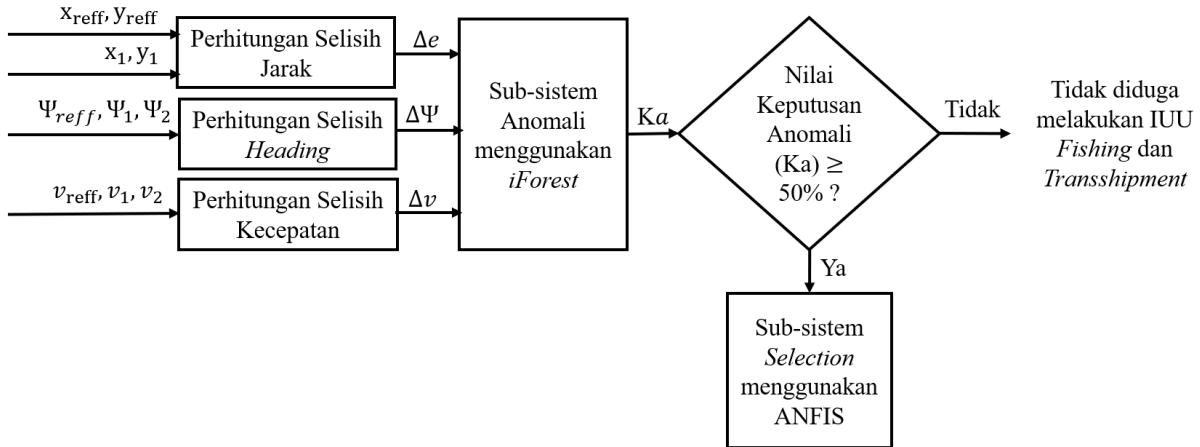 x_reff, y_reff
x_1, y_1
Perhitungan Selisih
Jarak
Δe
Ψ_reff, Ψ_1, Ψ_2
Perhitungan Selisih
Heading
ΔΨ
v_reff, v_1, v_2
Perhitungan Selisih
Kecepatan
Δv
Sub-sistem
Anomali
menggunakan
iForest
Ka
Nilai
Keputusan
Anomali
(Ka) ≥
50% ?
Tidak
Tidak diduga
melakukan IUU
Fishing dan
Transshipment
Ya
Sub-sistem
Selection
menggunakan
ANFIS